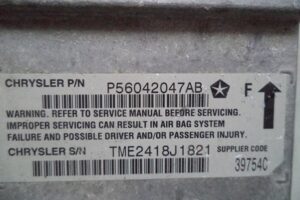 CHRYSLER P/N P56042047AB F
WARNING. REFER TO SERVICE MANUAL BEFORE SERVICING.
IMPROPER SERVICING CAN RESULT IN AIR BAG SYSTEM
FAILURE AND POSSIBLE DRIVER AND/OR PASSENGER INJURY.
CHRYSLER S/N TME2418J1821 SUPPLIER CODE
39754C